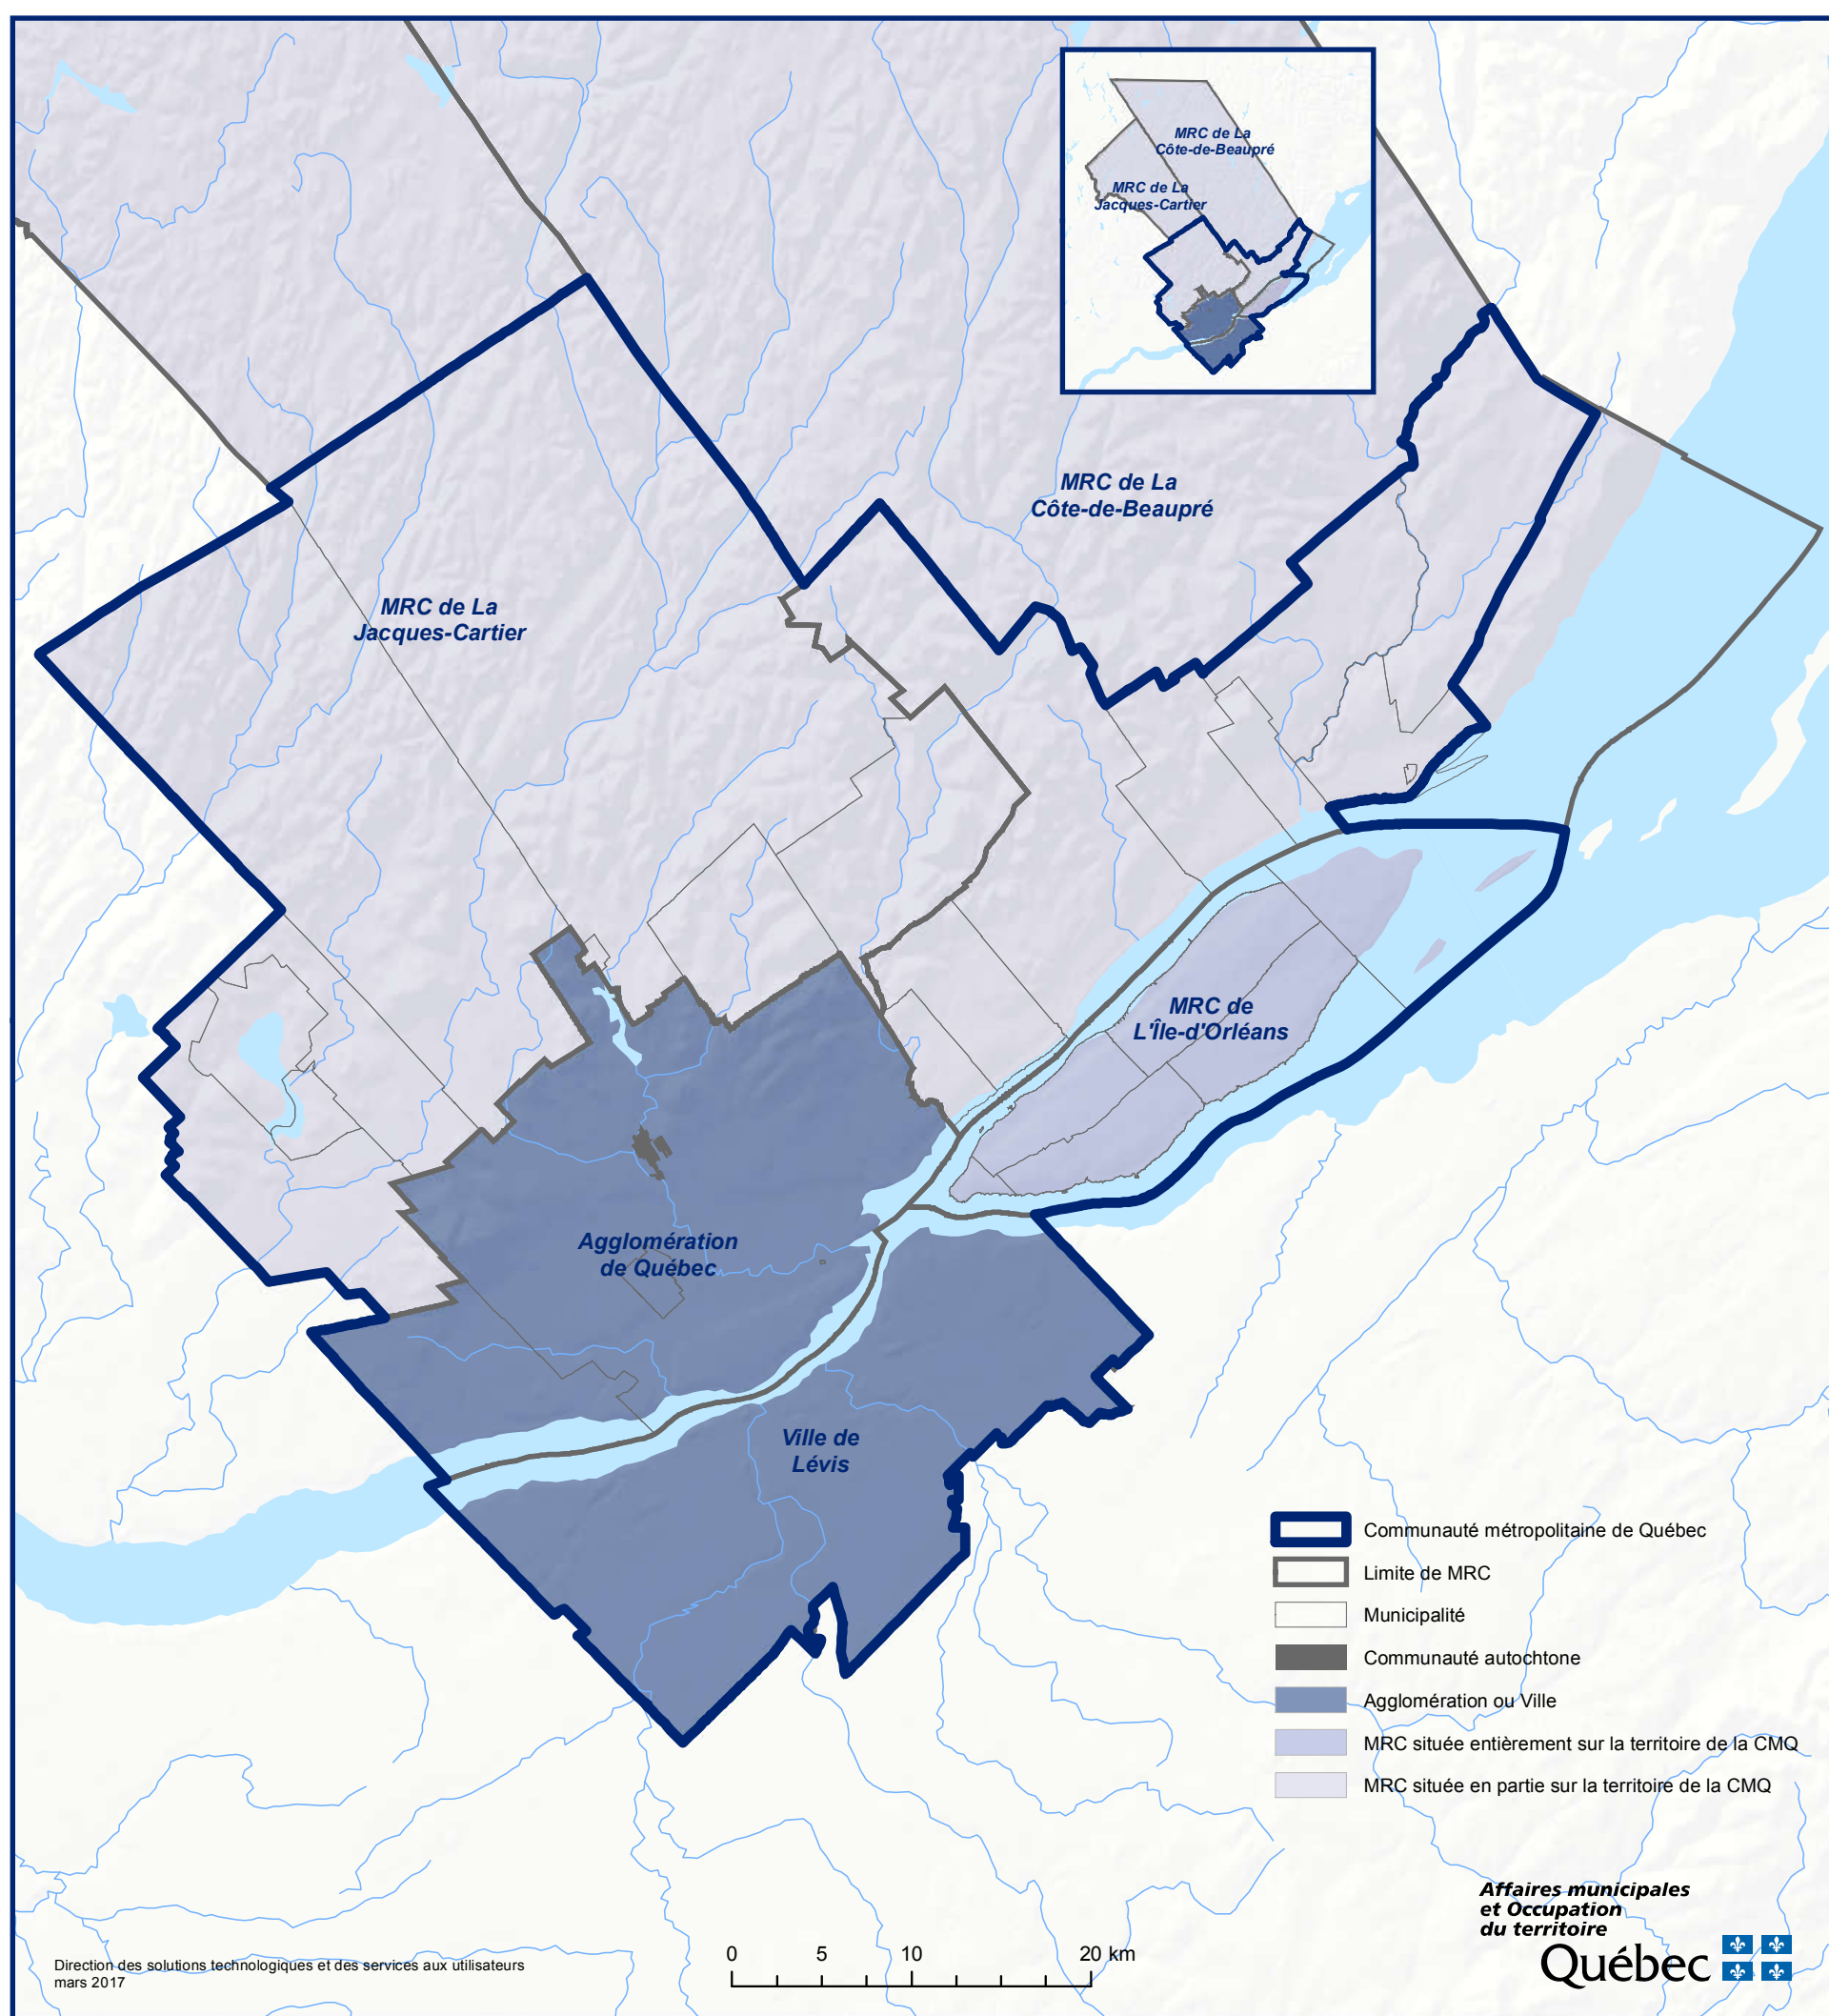 MRC de La
Côte-de-Beaupré
MRC de La
Jacques-Cartier
MRC de La
Côte-de-Beaupré
MRC de La
Jacques-Cartier
MRC de
L'Île-d'Orléans
Agglomération
de Québec
Ville de
Lévis
Communauté métropolitaine de Québec
Limite de MRC
Municipalité
Communauté autochtone
Agglomération ou Ville
MRC située entièrement sur la territoire de la CMQ
MRC située en partie sur la territoire de la CMQ
Affaires municipales
et Occupation
du territoire
Québec
0 5 10 20 km
Direction des solutions technologiques et des services aux utilisateurs
mars 2017